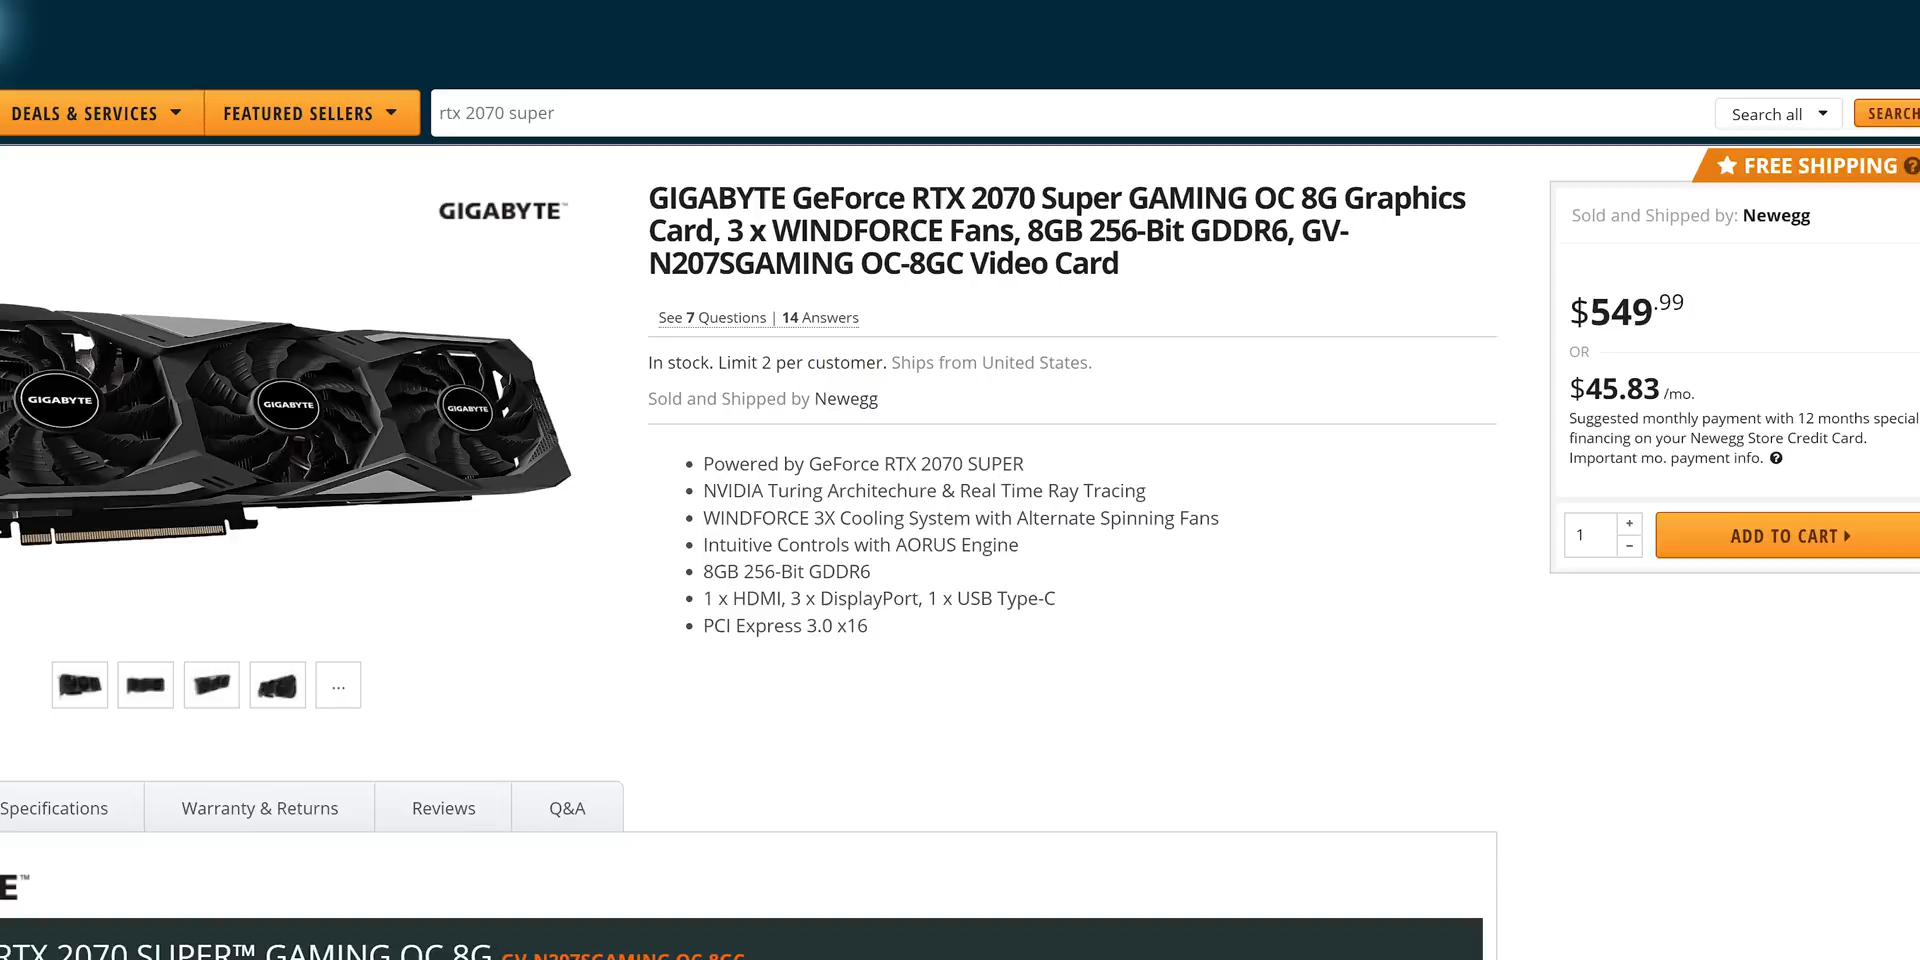 DEALS & SERVICES
FEATURED SELLERS
rtx 2070 super
Search all
SEARCH
FREE SHIPPING ?
GIGABYTE™
GIGABYTE GeForce RTX 2070 Super GAMING OC 8G Graphics
Card, 3 x WINDFORCE Fans, 8GB 256-Bit GDDR6, GV-
N207SGAMING OC-8GC Video Card
See 7 Questions | 14 Answers
In stock. Limit 2 per customer. Ships from United States.
Sold and Shipped by Newegg
Powered by GeForce RTX 2070 SUPER
NVIDIA Turing Architechure & Real Time Ray Tracing
WINDFORCE 3X Cooling System with Alternate Spinning Fans
Intuitive Controls with AORUS Engine
8GB 256-Bit GDDR6
1 x HDMI, 3 x DisplayPort, 1 x USB Type-C
PCI Express 3.0 x16
Sold and Shipped by: Newegg
$549.99
OR
$45.83 /mo.
Suggested monthly payment with 12 months special
financing on your Newegg Store Credit Card.
Important mo. payment info. ?
1
+
−
ADD TO CART
GIGABYTE
GIGABYTE
GIGABYTE
...
Specifications
Warranty & Returns
Reviews
Q&A
E™
RTX 2070 SUPER™ GAMING OC 8G GV-N207SGAMING OC-8GC